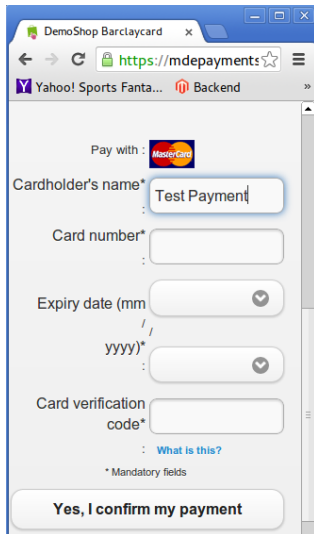 DemoShop Barclaycard
https://mdepayments
Yahoo! Sports Fanta...
Backend
»
Pay with :
MasterCard
Cardholder's name*
:
Test Payment
Card number*
:
Expiry date (mm
/
/
yyyy)*
:
Card verification
code*
:
What is this?
* Mandatory fields
Yes, I confirm my payment